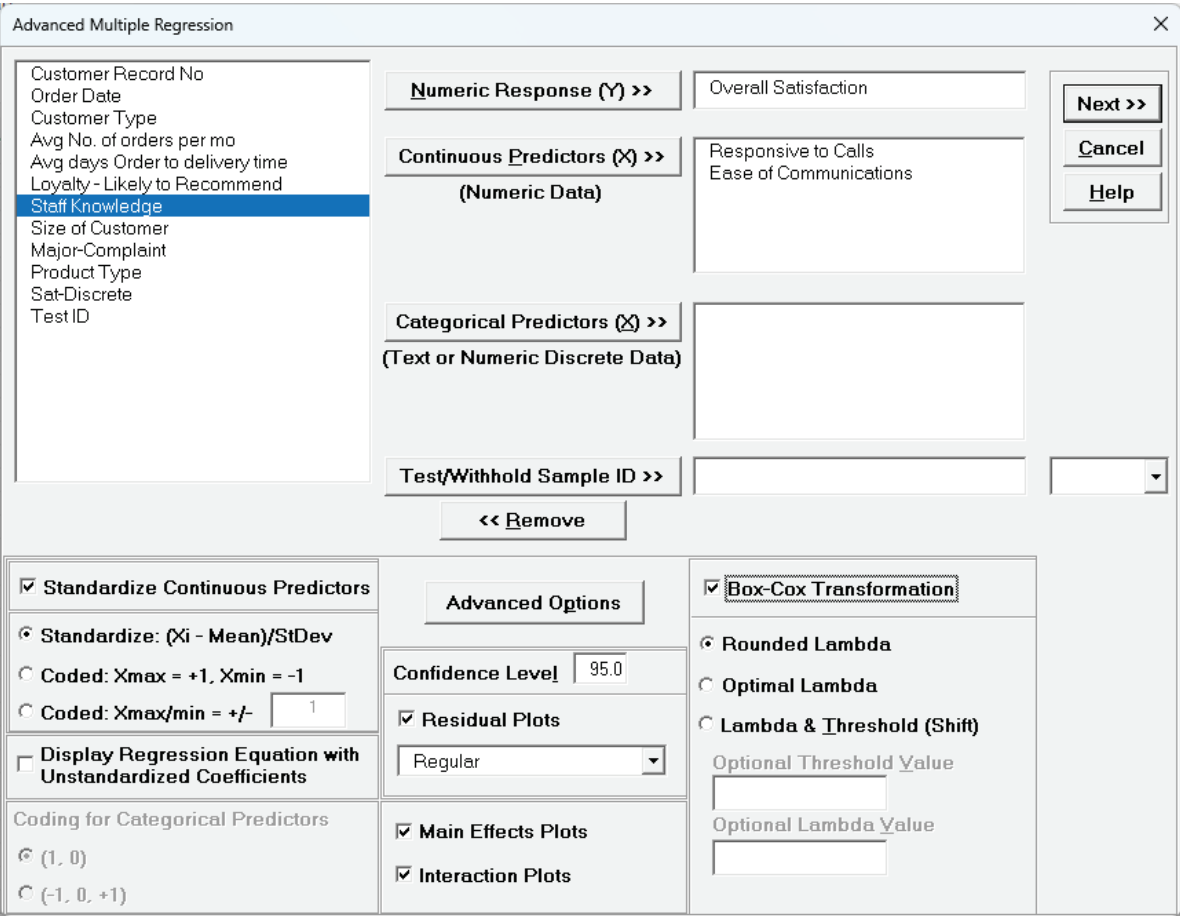 Advanced Multiple Regression
Customer Record No
Order Date
Customer Type
Avg No. of orders per mo
Avg days Order to delivery time
Loyalty - Likely to Recommend
Staff Knowledge
Size of Customer
Major-Complaint
Product Type
Sat-Discrete
Test ID
Numeric Response (Y) >>
Overall Satisfaction
Continuous Predictors (X) >>
(Numeric Data)
Responsive to Calls
Ease of Communications
Categorical Predictors (X) >>
(Text or Numeric Discrete Data)
Test/Withhold Sample ID >>
<< Remove
Next >>
Cancel
Help
Standardize Continuous Predictors
Standardize: (Xi - Mean)/StDev
Coded: Xmax = +1, Xmin = -1
Coded: Xmax/min = +/- 1
Display Regression Equation with
Unstandardized Coefficients
Coding for Categorical Predictors
(1, 0)
(-1, 0, +1)
Advanced Options
Confidence Level 95.0
Residual Plots
Regular
Main Effects Plots
Interaction Plots
Box-Cox Transformation
Rounded Lambda
Optimal Lambda
Lambda & Threshold (Shift)
Optional Threshold Value
Optional Lambda Value